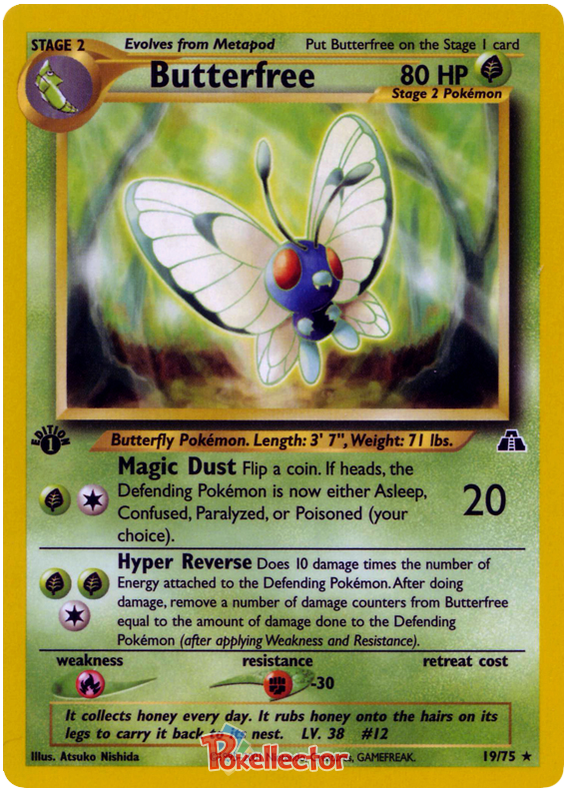 STAGE 2 Evolves from Metapod Put Butterfree on the Stage 1 card
Butterfree 80 HP
Stage 2 Pokémon
EDITION
1
Butterfly Pokémon. Length: 3' 7", Weight: 71 lbs.
Magic Dust Flip a coin. If heads, the
Defending Pokémon is now either Asleep,
Confused, Paralyzed, or Poisoned (your
choice).
20
Hyper Reverse Does 10 damage times the number of
Energy attached to the Defending Pokémon. After doing
damage, remove a number of damage counters from Butterfree
equal to the amount of damage done to the Defending
Pokémon (after applying Weakness and Resistance).
weakness resistance retreat cost
-30
It collects honey every day. It rubs honey onto the hairs on its
legs to carry it back to its nest. LV. 38 #12
Illus. Atsuko Nishida GAMEFREAK. 19/75 ★
Pokellector